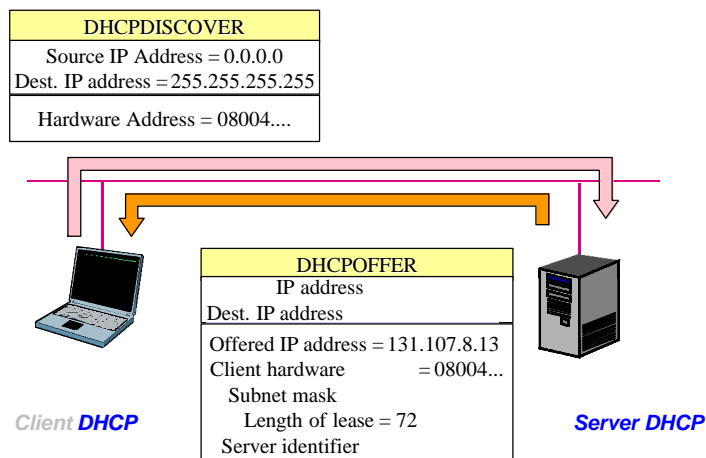 DHCPDISCOVER
Source IP Address = 0.0.0.0
Dest. IP address = 255.255.255.255
Hardware Address = 08004....
DHCPOFFER
IP address
Dest. IP address
Offered IP address = 131.107.8.13
Client hardware = 08004...
Subnet mask
Length of lease = 72
Server identifier
Client DHCP
Server DHCP